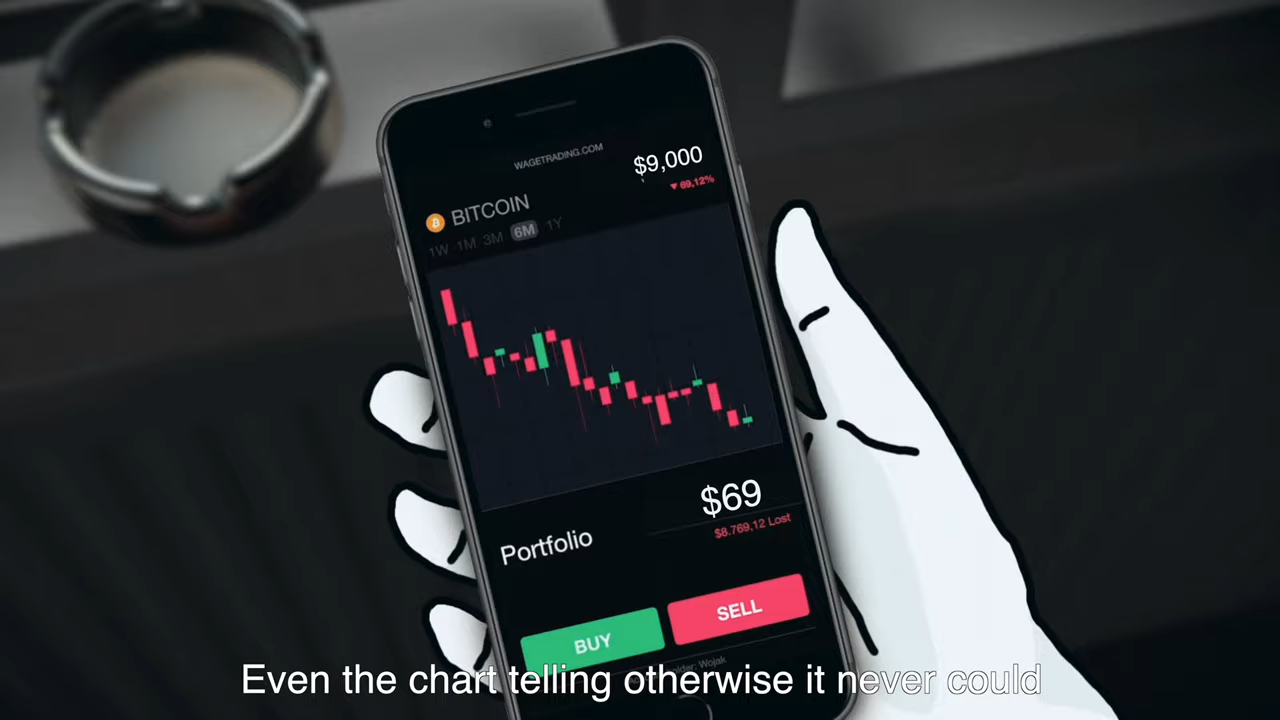 WAGETRADING.COM
$9,000
▼ 69,12%
BITCOIN
1W 1M 3M 6M 1Y
$69
$8.769,12 Lost
Portfolio
SELL
BUY
Wojak
Even the chart telling otherwise it never could